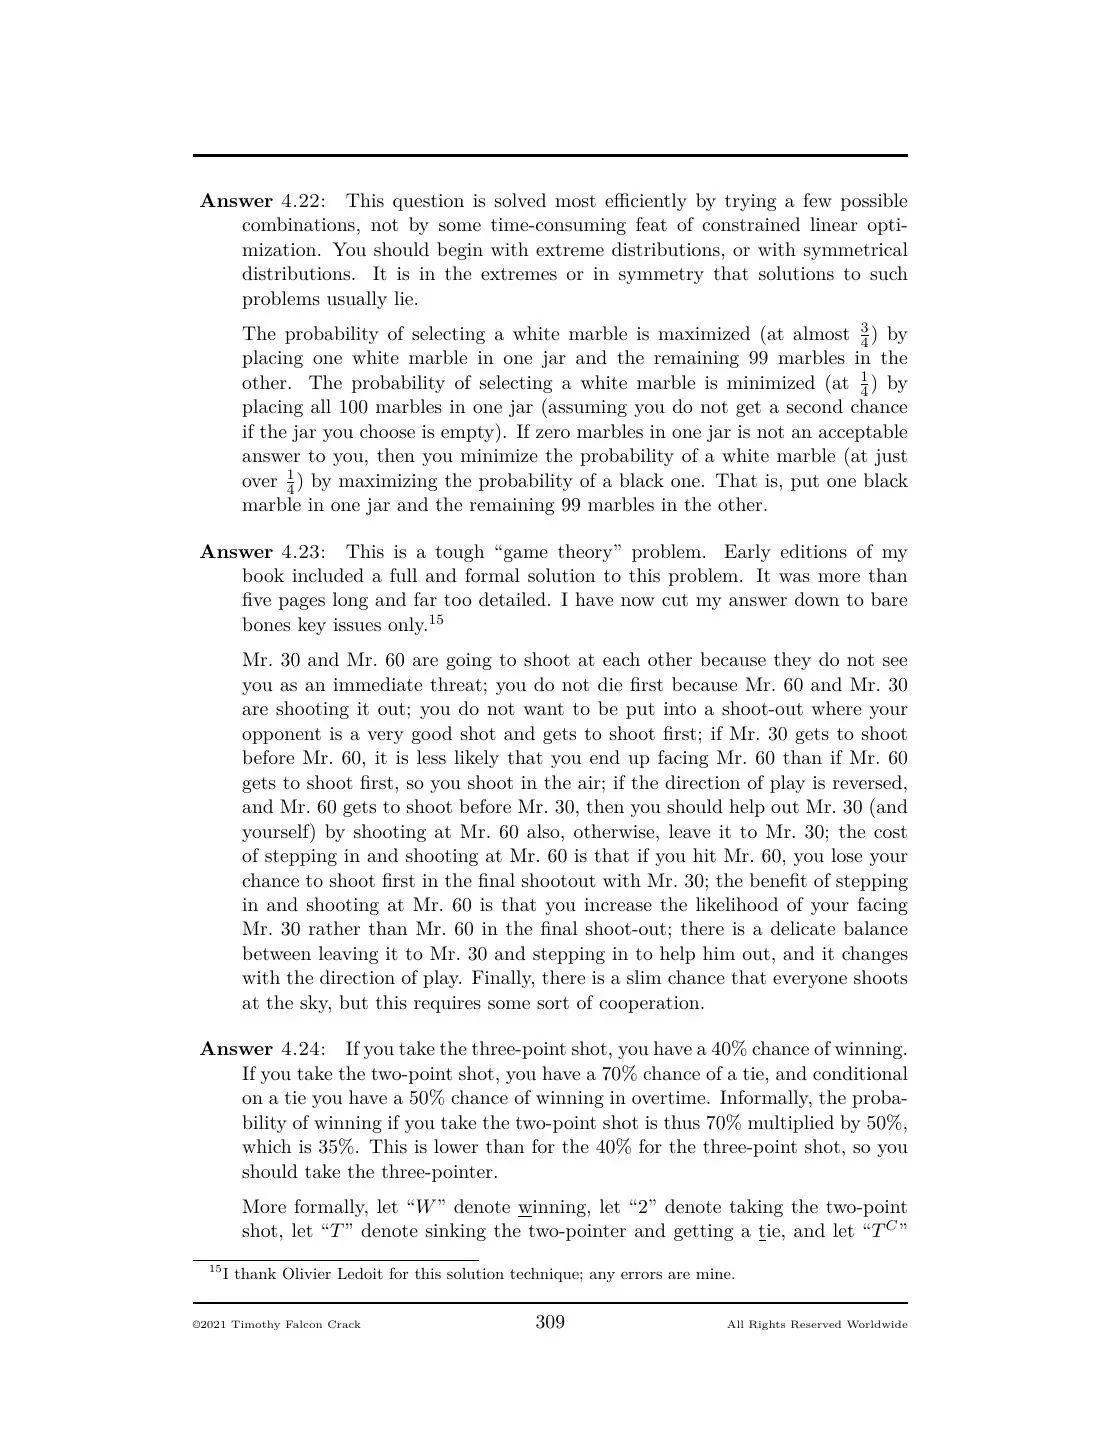 Answer 4.22: This question is solved most efficiently by trying a few possible
combinations, not by some time-consuming feat of constrained linear opti-
mization. You should begin with extreme distributions, or with symmetrical
distributions. It is in the extremes or in symmetry that solutions to such
problems usually lie.
The probability of selecting a white marble is maximized (at almost 3/4) by
placing one white marble in one jar and the remaining 99 marbles in the
other. The probability of selecting a white marble is minimized (at 1/4) by
placing all 100 marbles in one jar (assuming you do not get a second chance
if the jar you choose is empty). If zero marbles in one jar is not an acceptable
answer to you, then you minimize the probability of a white marble (at just
over 1/4) by maximizing the probability of a black one. That is, put one black
marble in one jar and the remaining 99 marbles in the other.
Answer 4.23: This is a tough “game theory” problem. Early editions of my
book included a full and formal solution to this problem. It was more than
five pages long and far too detailed. I have now cut my answer down to bare
bones key issues only.15
Mr. 30 and Mr. 60 are going to shoot at each other because they do not see
you as an immediate threat; you do not die first because Mr. 60 and Mr. 30
are shooting it out; you do not want to be put into a shoot-out where your
opponent is a very good shot and gets to shoot first; if Mr. 30 gets to shoot
before Mr. 60, it is less likely that you end up facing Mr. 60 than if Mr. 60
gets to shoot first, so you shoot in the air; if the direction of play is reversed,
and Mr. 60 gets to shoot before Mr. 30, then you should help out Mr. 30 (and
yourself) by shooting at Mr. 60 also, otherwise, leave it to Mr. 30; the cost
of stepping in and shooting at Mr. 60 is that if you hit Mr. 60, you lose your
chance to shoot first in the final shootout with Mr. 30; the benefit of stepping
in and shooting at Mr. 60 is that you increase the likelihood of your facing
Mr. 30 rather than Mr. 60 in the final shoot-out; there is a delicate balance
between leaving it to Mr. 30 and stepping in to help him out, and it changes
with the direction of play. Finally, there is a slim chance that everyone shoots
at the sky, but this requires some sort of cooperation.
Answer 4.24: If you take the three-point shot, you have a 40% chance of winning.
If you take the two-point shot, you have a 70% chance of a tie, and conditional
on a tie you have a 50% chance of winning in overtime. Informally, the proba-
bility of winning if you take the two-point shot is thus 70% multiplied by 50%,
which is 35%. This is lower than for the 40% for the three-point shot, so you
should take the three-pointer.
More formally, let “W” denote winning, let “2” denote taking the two-point
shot, let “T” denote sinking the two-pointer and getting a tie, and let “T^C”
15I thank Olivier Ledoit for this solution technique; any errors are mine.
©2021 Timothy Falcon Crack 309 All Rights Reserved Worldwide